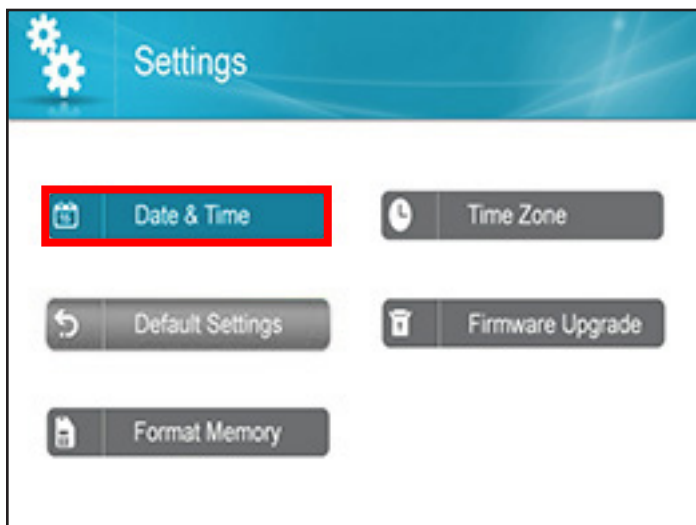 Settings
Date & Time
Time Zone
Default Settings
Firmware Upgrade
Format Memory